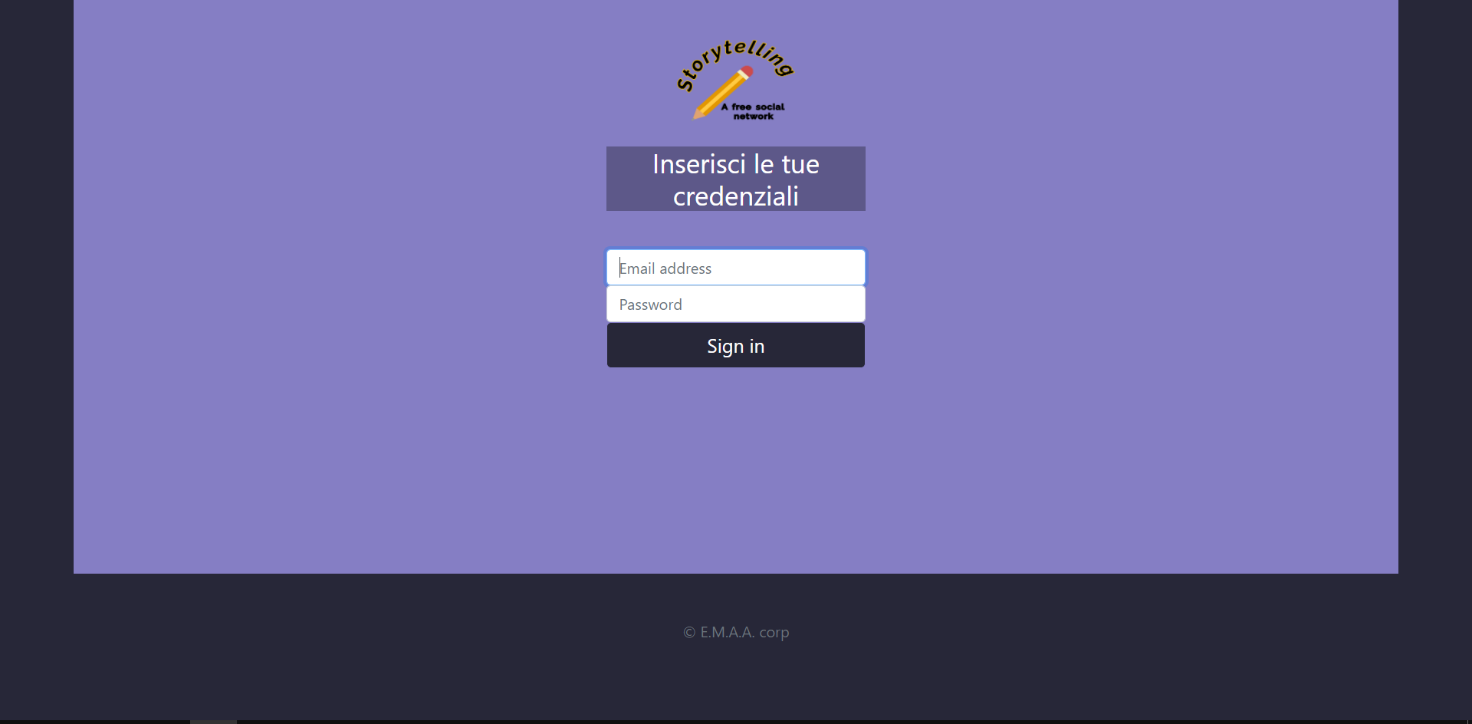 Storytelling
A free social
network
Inserisci le tue
credenziali
Email address
Password
Sign in
© E.M.A.A. corp